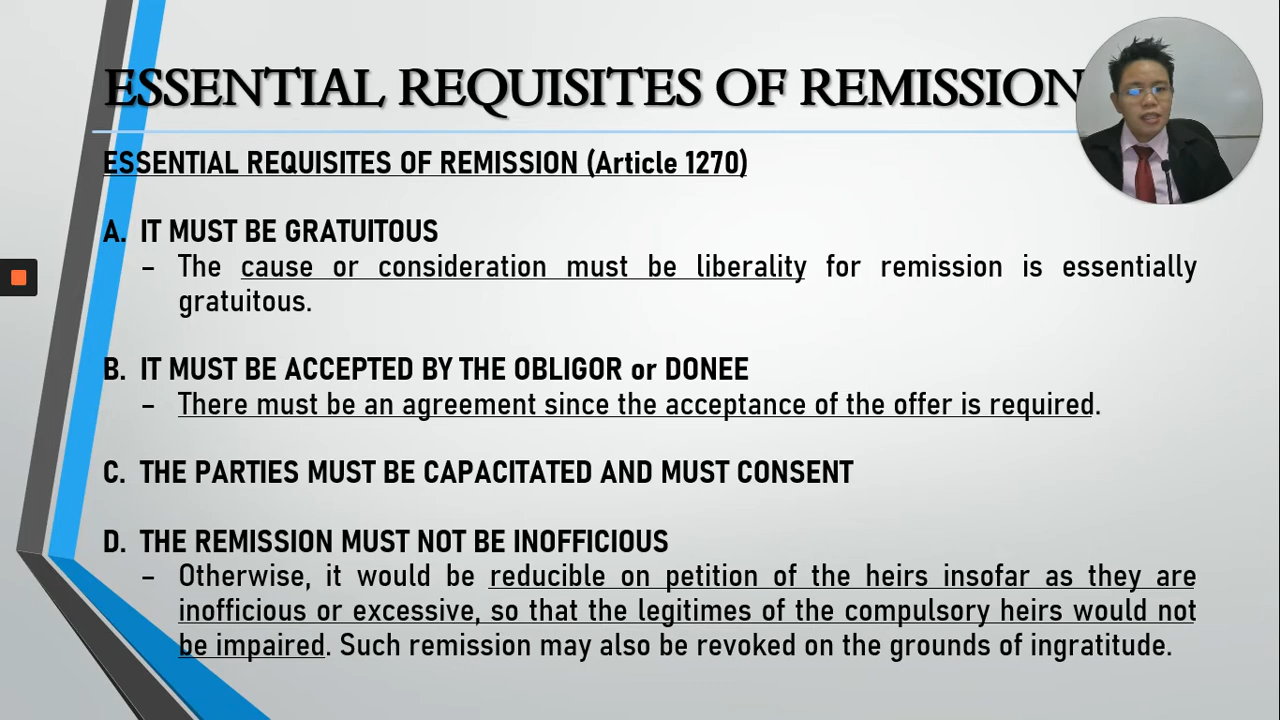 ESSENTIAL REQUISITES OF REMISSION
ESSENTIAL REQUISITES OF REMISSION (Article 1270)
A. IT MUST BE GRATUITOUS
– The cause or consideration must be liberality for remission is essentially
gratuitous.
B. IT MUST BE ACCEPTED BY THE OBLIGOR or DONEE
– There must be an agreement since the acceptance of the offer is required.
C. THE PARTIES MUST BE CAPACITATED AND MUST CONSENT
D. THE REMISSION MUST NOT BE INOFFICIOUS
– Otherwise, it would be reducible on petition of the heirs insofar as they are
inofficious or excessive, so that the legitimes of the compulsory heirs would not
be impaired. Such remission may also be revoked on the grounds of ingratitude.